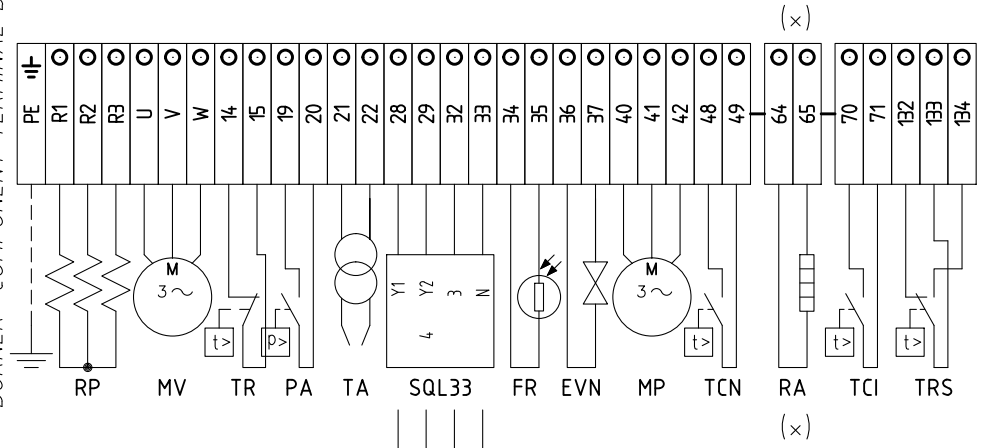 (x)
PE R1 R2 R3 U V W 14 15 19 20 21 22 28 29 32 33 34 35 36 37 40 41 42 48 49 64 65 70 71 132 133 134
Y1 Y2 3 N
M M
3~ 3~
4
t> p> t> t> t>
RP MV TR PA TA SQL33 FR EVN MP TCN RA TCI TRS
(x)